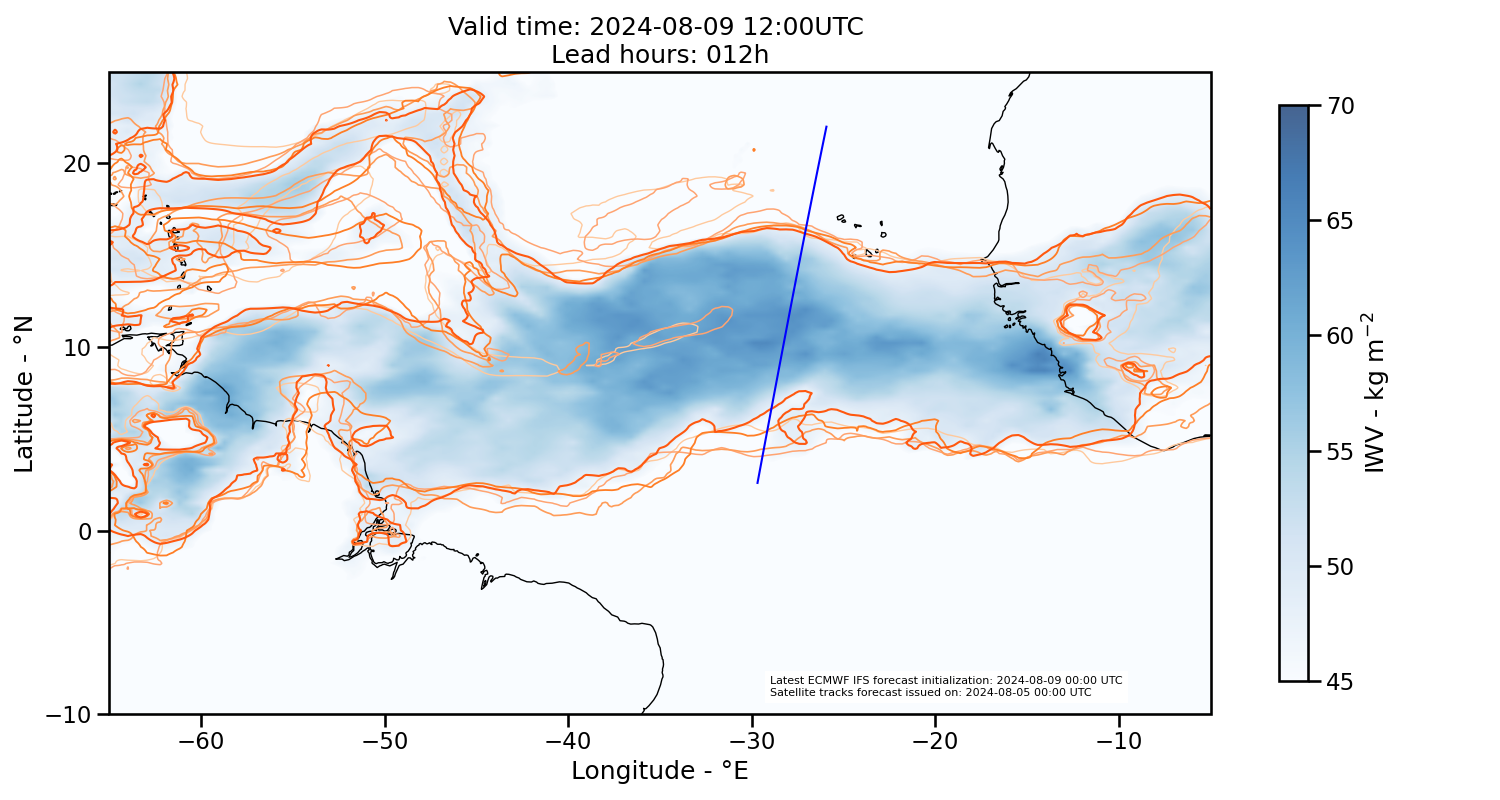 Valid time: 2024-08-09 12:00UTC
Lead hours: 012h
20
10
0
−10
Latitude - °N
−60
−50
−40
−30
−20
−10
Longitude - °E
Latest ECMWF IFS forecast initialization: 2024-08-09 00:00 UTC
Satellite tracks forecast issued on: 2024-08-05 00:00 UTC
70
65
60
55
50
45
IWV - kg m⁻²